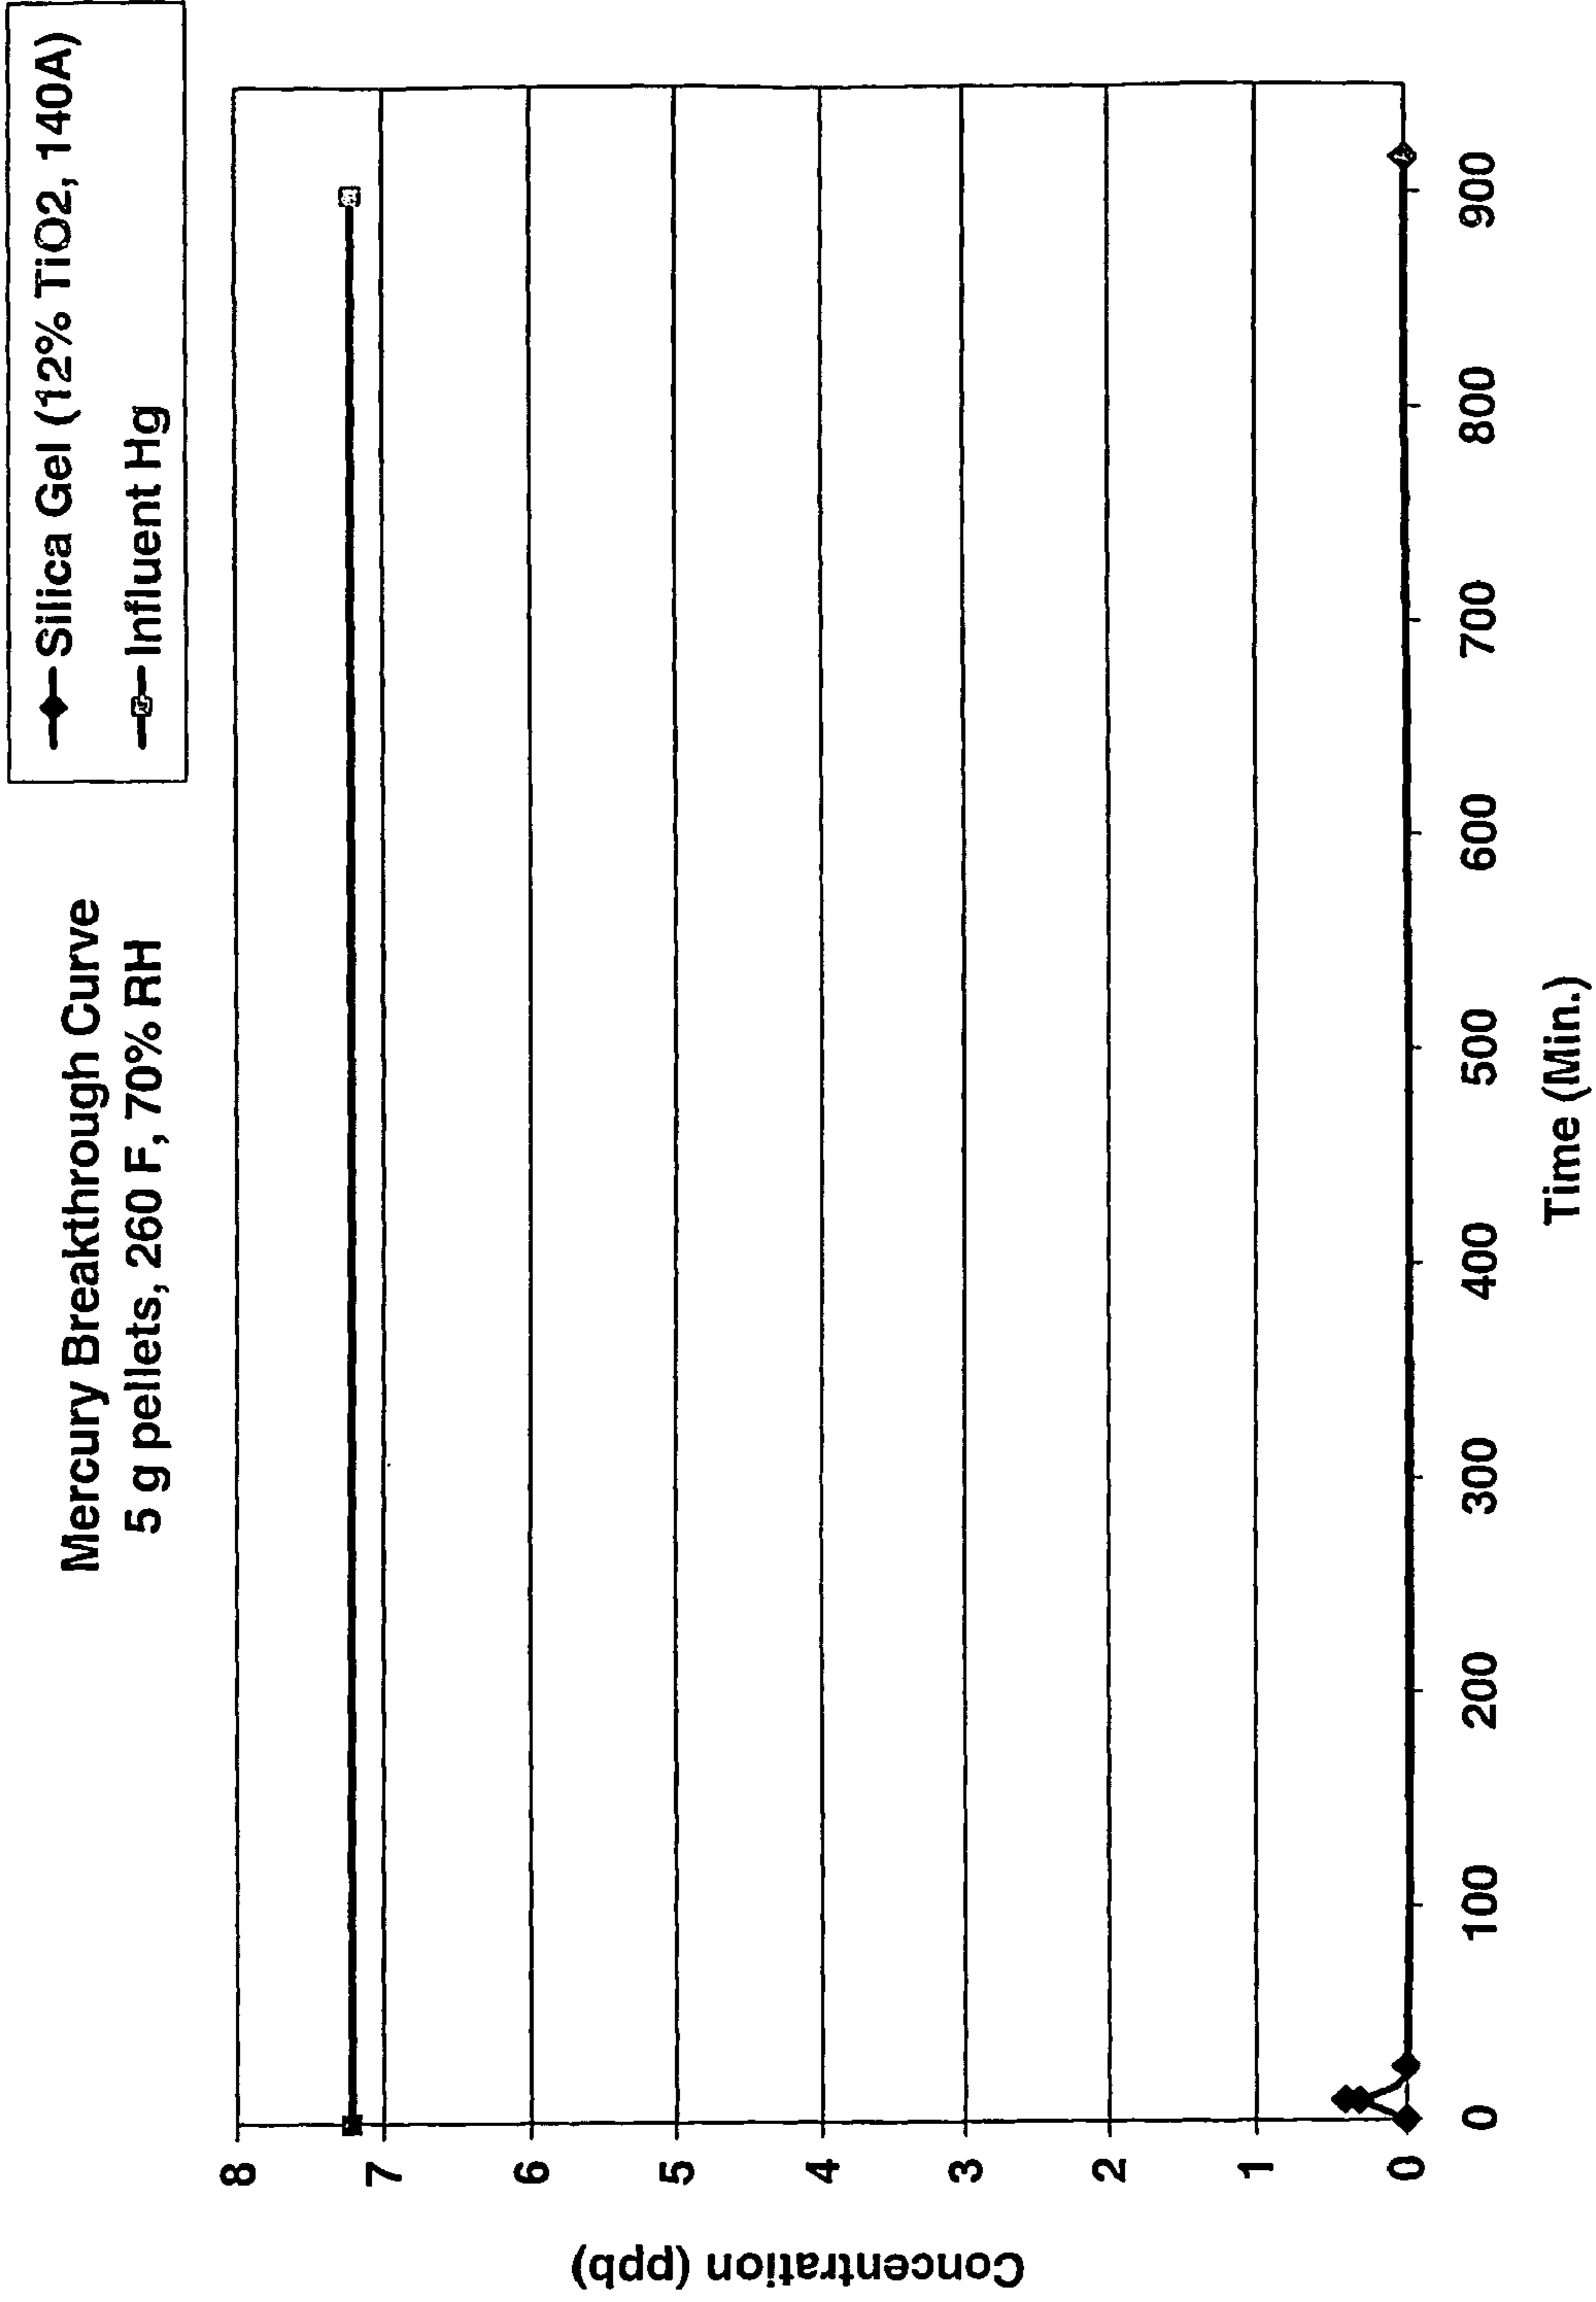 Mercury Breakthrough Curve
5 g pellets, 260 F, 70% RH
Silica Gel (12% TiO2, 140A)
Influent Hg
Concentration (ppb)
8
7
6
5
4
3
2
1
0
0 100 200 300 400 500 600 700 800 900
Time (Min.)